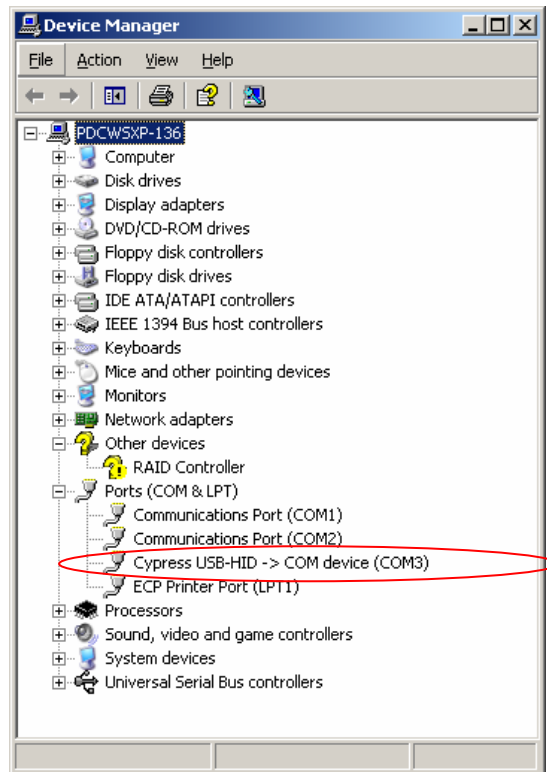 Device Manager
File Action View Help
PDCWSXP-136
Computer
Disk drives
Display adapters
DVD/CD-ROM drives
Floppy disk controllers
Floppy disk drives
IDE ATA/ATAPI controllers
IEEE 1394 Bus host controllers
Keyboards
Mice and other pointing devices
Monitors
Network adapters
Other devices
RAID Controller
Ports (COM & LPT)
Communications Port (COM1)
Communications Port (COM2)
Cypress USB-HID -> COM device (COM3)
ECP Printer Port (LPT1)
Processors
Sound, video and game controllers
System devices
Universal Serial Bus controllers